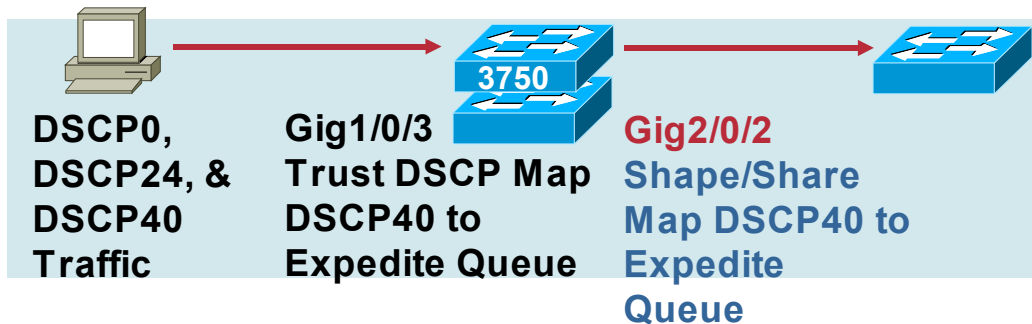 3750
DSCP0,
DSCP24, &
DSCP40
Traffic
Gig1/0/3
Trust DSCP Map
DSCP40 to
Expedite Queue
Gig2/0/2
Shape/Share
Map DSCP40 to
Expedite
Queue